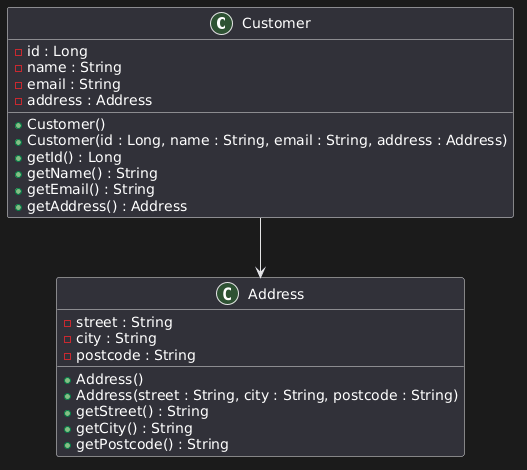 C Customer
id : Long
name : String
email : String
address : Address
Customer()
Customer(id : Long, name : String, email : String, address : Address)
getId() : Long
getName() : String
getEmail() : String
getAddress() : Address
C Address
street : String
city : String
postcode : String
Address()
Address(street : String, city : String, postcode : String)
getStreet() : String
getCity() : String
getPostcode() : String